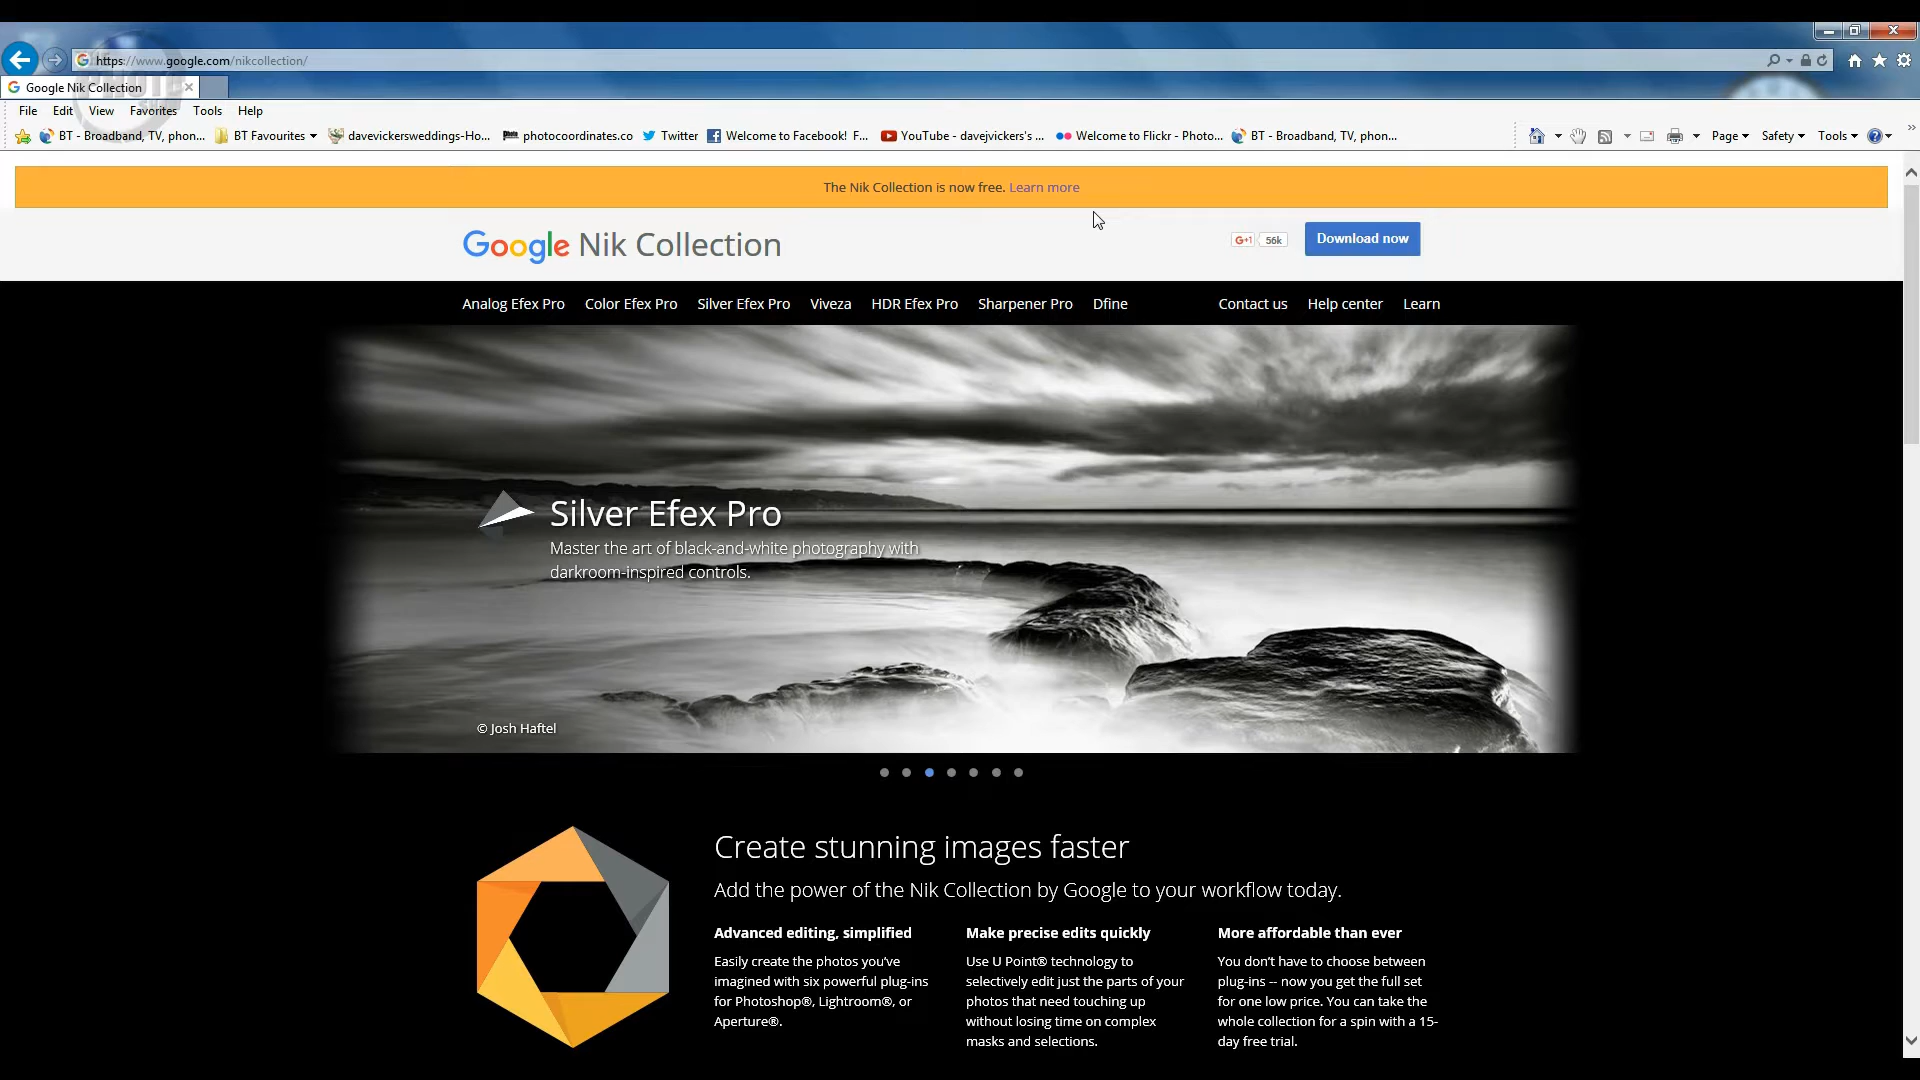 https://www.google.com/nikcollection/
Google Nik Collection
File Edit View Favorites Tools Help
BT - Broadband, TV, phon... BT Favourites davevickersweddings-Ho... photocoordinates.co Twitter Welcome to Facebook! F... YouTube - davejvickers's ... Welcome to Flickr - Photo... BT - Broadband, TV, phon... Page Safety Tools
The Nik Collection is now free. Learn more
Google Nik Collection
G+1 56k
Download now
Analog Efex Pro Color Efex Pro Silver Efex Pro Viveza HDR Efex Pro Sharpener Pro Dfine Contact us Help center Learn
Silver Efex Pro
Master the art of black-and-white photography with
darkroom-inspired controls.
© Josh Haftel
Create stunning images faster
Add the power of the Nik Collection by Google to your workflow today.
Advanced editing, simplified
Easily create the photos you've
imagined with six powerful plug-ins
for Photoshop®, Lightroom®, or
Aperture®.
Make precise edits quickly
Use U Point® technology to
selectively edit just the parts of your
photos that need touching up
without losing time on complex
masks and selections.
More affordable than ever
You don't have to choose between
plug-ins -- now you get the full set
for one low price. You can take the
whole collection for a spin with a 15-
day free trial.